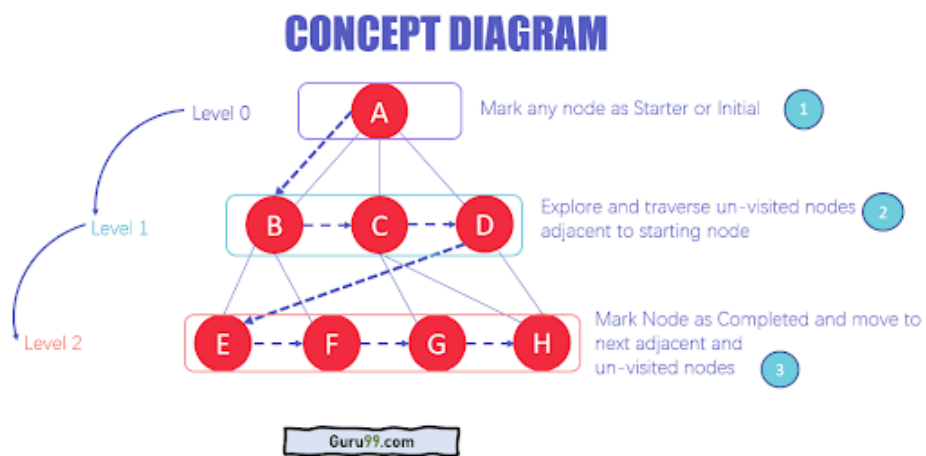 CONCEPT DIAGRAM
Level 0
A
Mark any node as Starter or Initial
1
Level 1
B
C
D
Explore and traverse un-visited nodes
adjacent to starting node
2
Level 2
E
F
G
H
Mark Node as Completed and move to
next adjacent and
un-visited nodes
3
Guru99.com